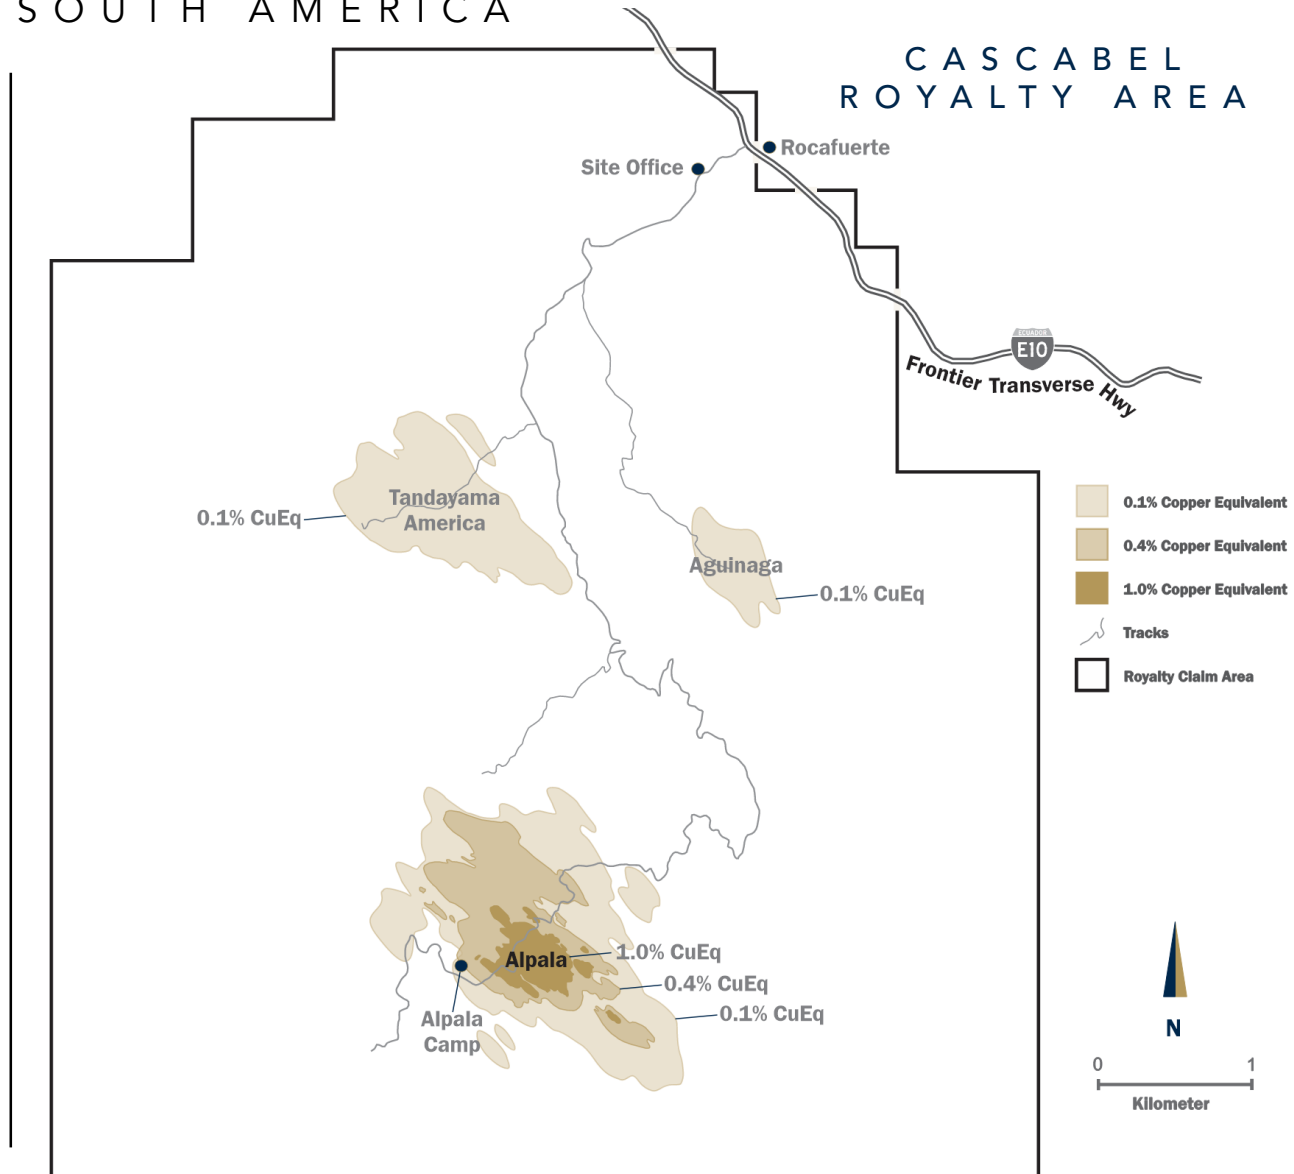 SOUTH AMERICA
CASCABEL
ROYALTY AREA
Rocafuerte
Site Office
ECUADOR
E10
Frontier Transverse Hwy
Tandayama
America
0.1% CuEq
Aguinaga
0.1% CuEq
0.1% Copper Equivalent
0.4% Copper Equivalent
1.0% Copper Equivalent
Tracks
Royalty Claim Area
Alpala
1.0% CuEq
0.4% CuEq
0.1% CuEq
Alpala
Camp
N
0 1
Kilometer